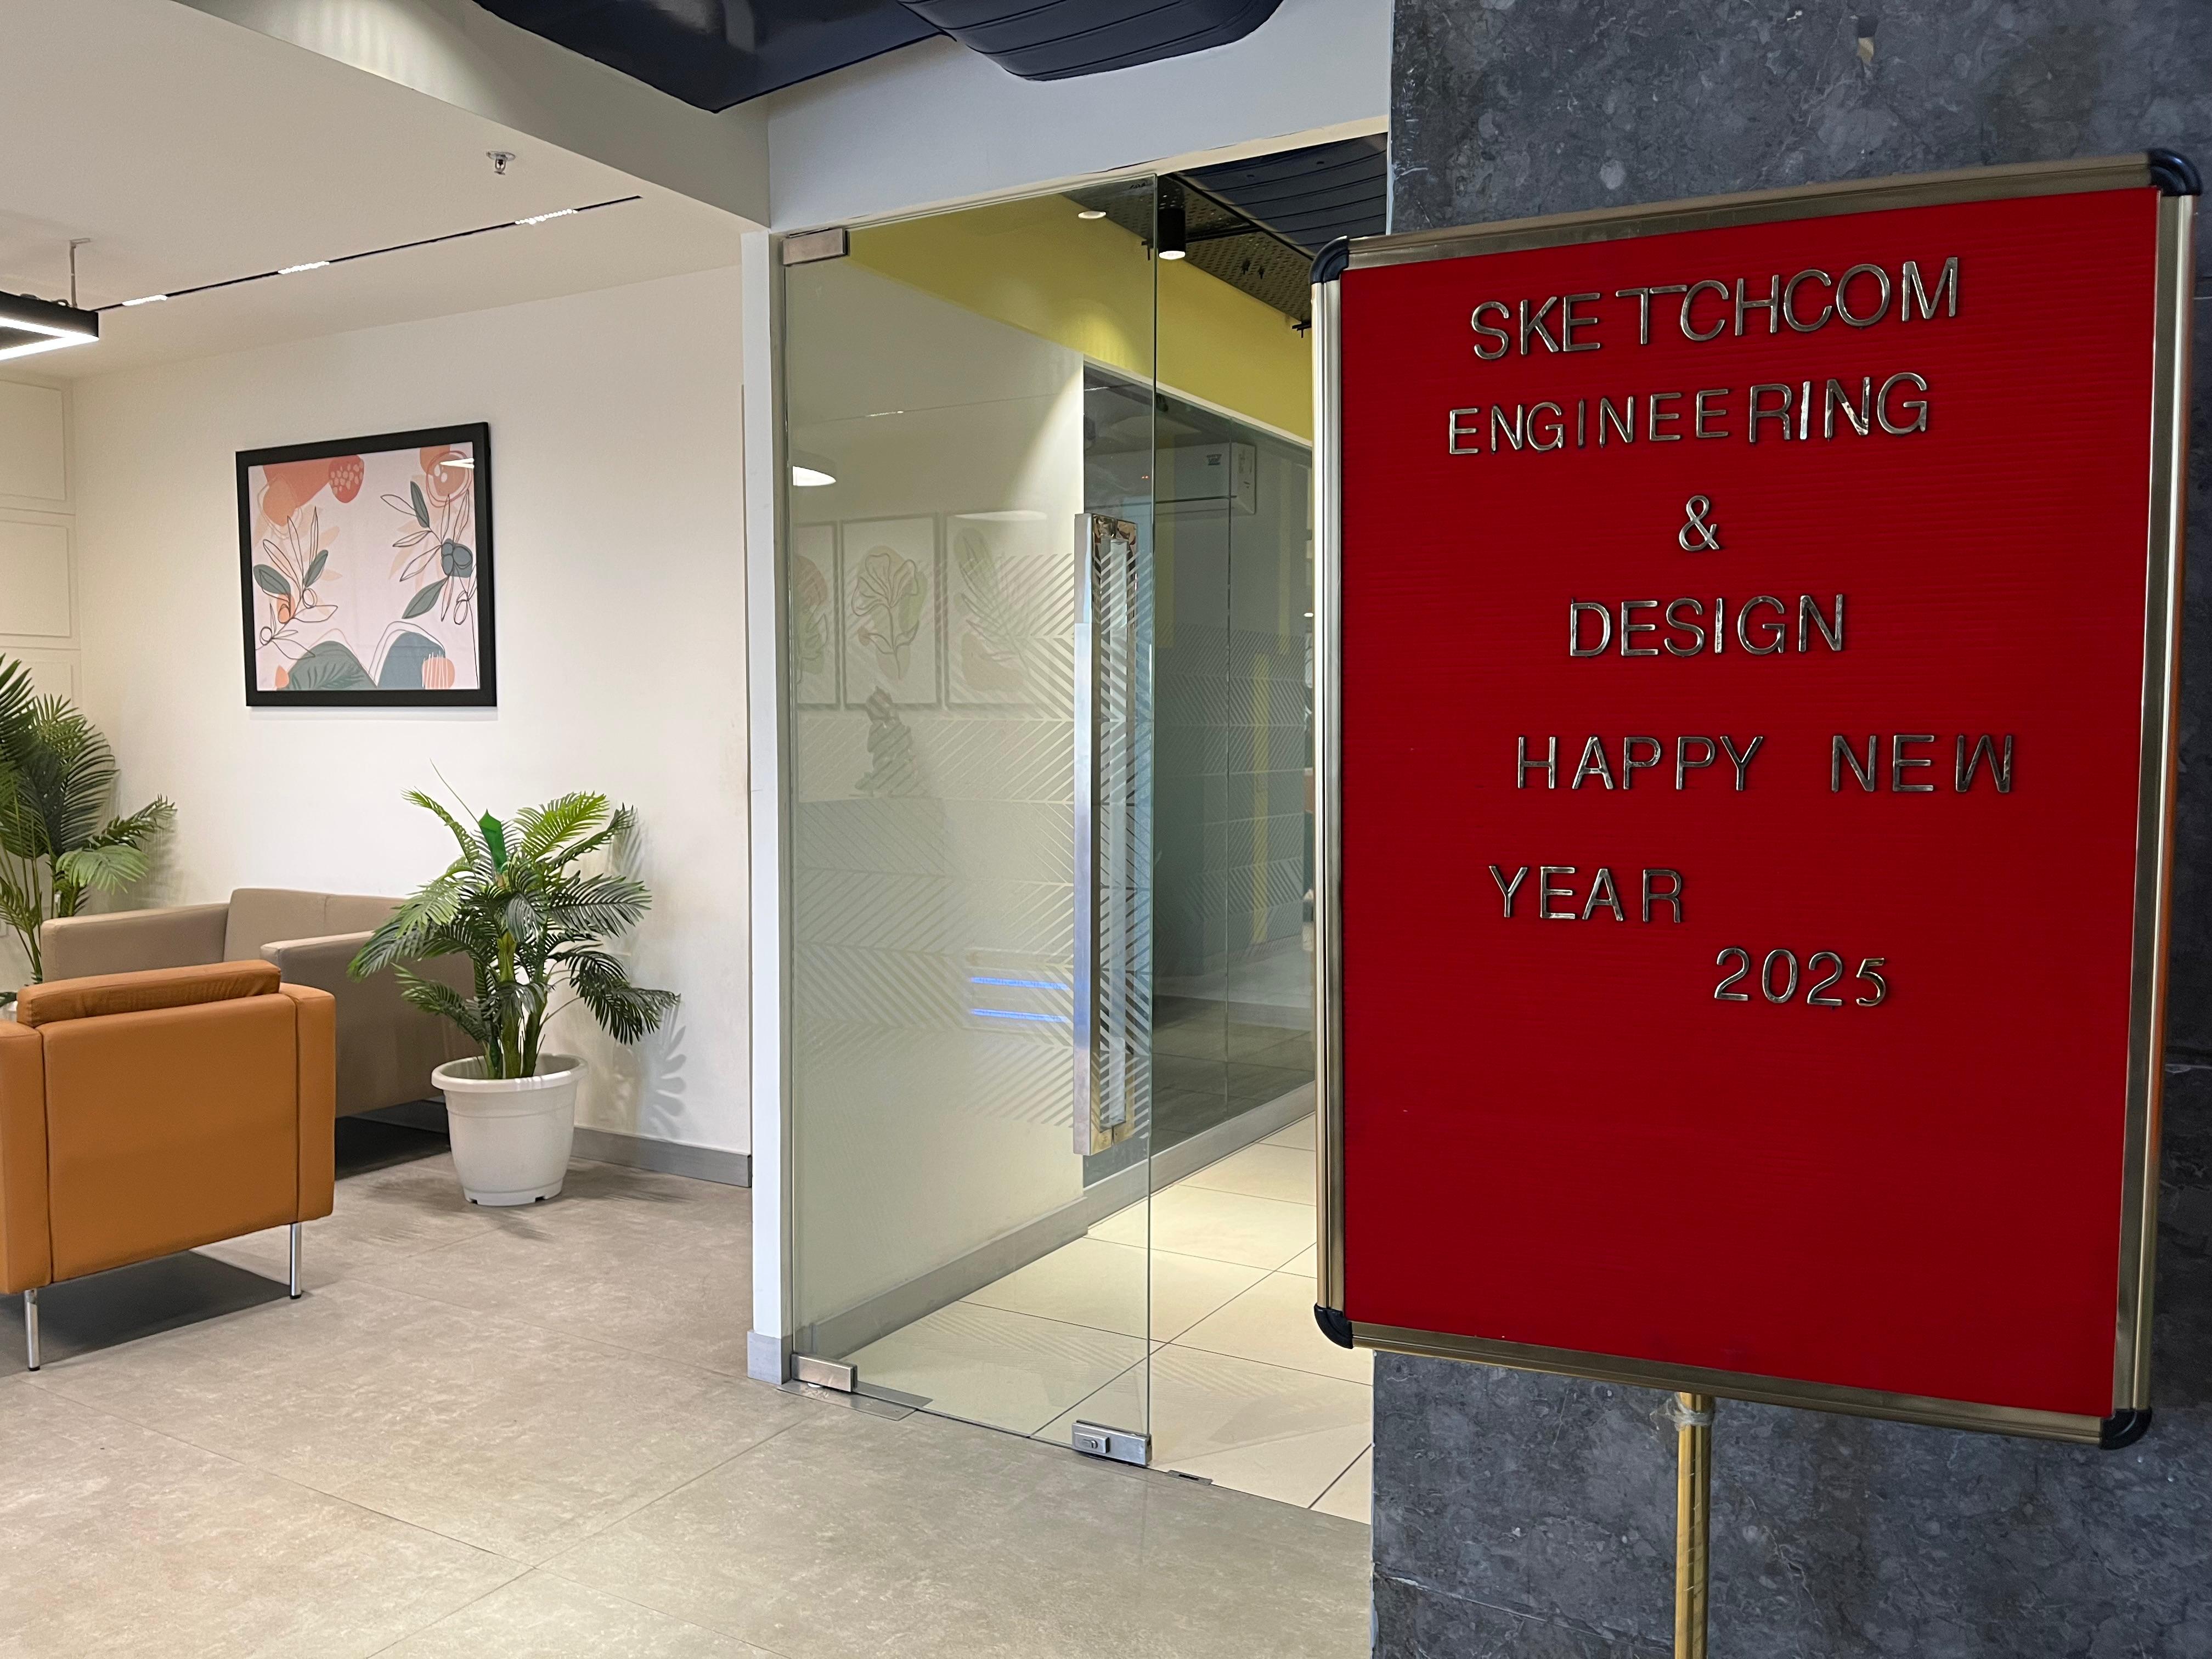 SKETCHCOM
ENGINEERING
&
DESIGN
HAPPY NEW
YEAR
2025